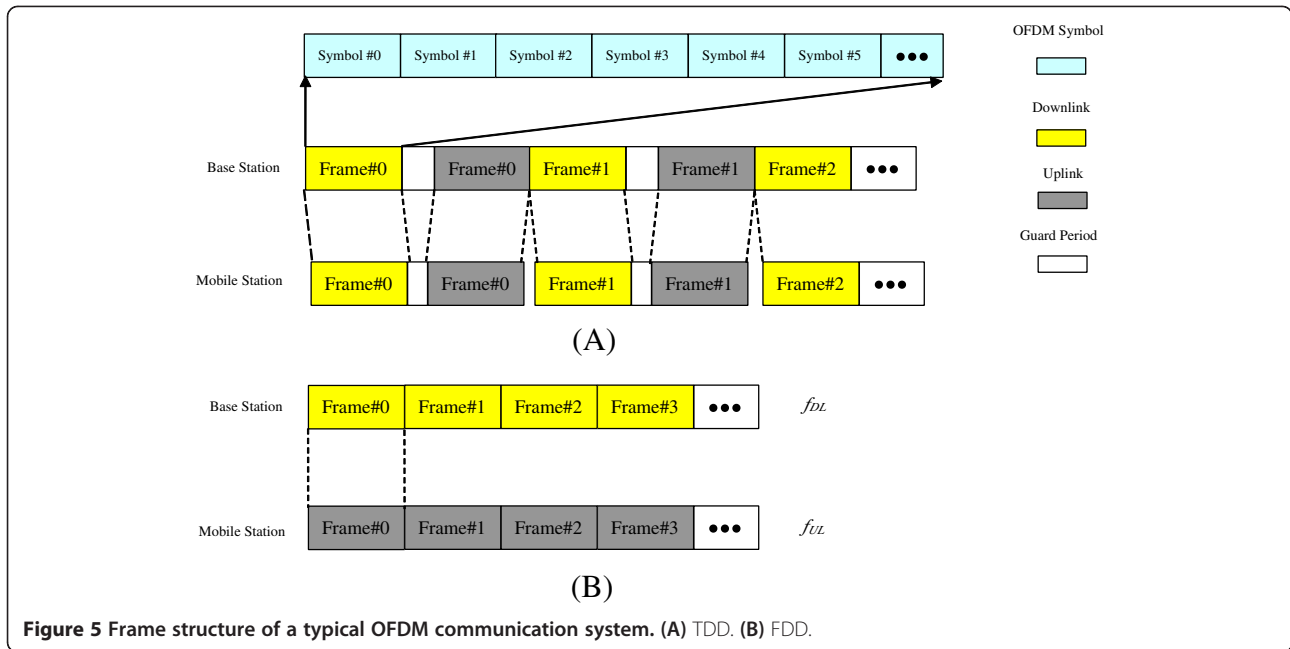 Symbol #0 Symbol #1 Symbol #2 Symbol #3 Symbol #4 Symbol #5 •••
OFDM Symbol
Downlink
Uplink
Guard Period
Base Station Frame#0 Frame#0 Frame#1 Frame#1 Frame#2 •••
Mobile Station Frame#0 Frame#0 Frame#1 Frame#1 Frame#2 •••
(A)
Base Station Frame#0 Frame#1 Frame#2 Frame#3 ••• fDL
Mobile Station Frame#0 Frame#1 Frame#2 Frame#3 ••• fUL
(B)
Figure 5 Frame structure of a typical OFDM communication system. (A) TDD. (B) FDD.